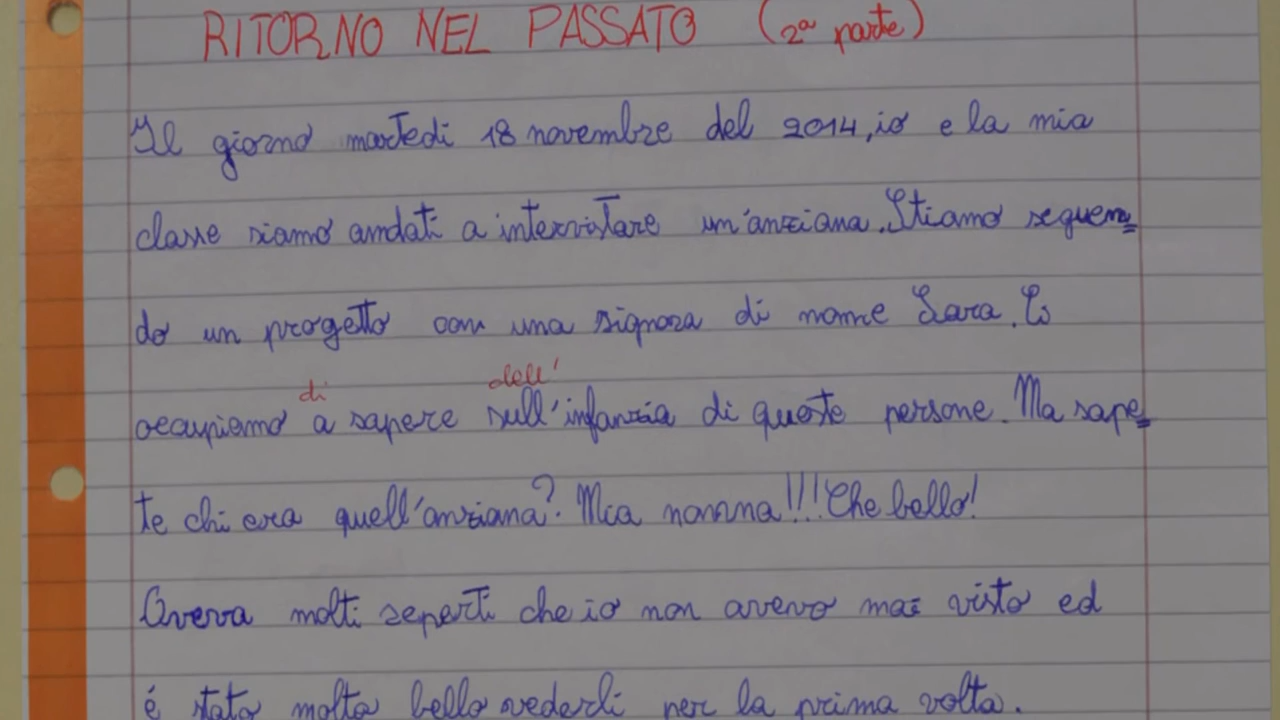 RITORNO NEL PASSATO (2ª parte)
Il giorno martedi 18 novembre del 2014, io e la mia
classe siamo andati a intervistare un'anziana. Stiamo seguen=
do un progetto con una signora di nome Sara. Ci
di dell'
occupiamo a sapere sull'infanzia di queste persone. Ma sape=
te chi era quell'anziana? Mia nonna!!! Che bello!
Aveva molti reperti che io non avevo mai visto ed
é stato molto bello vederli per la prima volta.